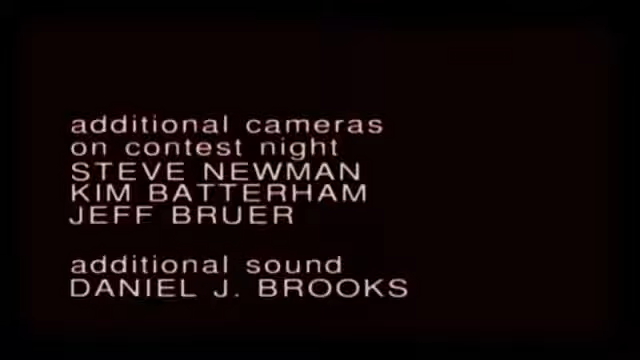 additional cameras
on contest night
STEVE NEWMAN
KIM BATTERHAM
JEFF BRUER
additional sound
DANIEL J. BROOKS